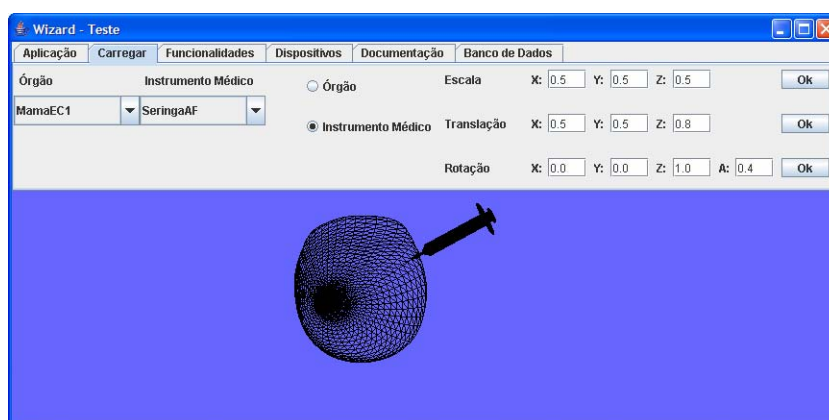 Wizard - Teste
Aplicação Carregar Funcionalidades Dispositivos Documentação Banco de Dados
Órgão Instrumento Médico Órgão Escala X: 0.5 Y: 0.5 Z: 0.5 Ok
MamaEC1 SeringaAF
Instrumento Médico Translação X: 0.5 Y: 0.5 Z: 0.8 Ok
Rotação X: 0.0 Y: 0.0 Z: 1.0 A: 0.4 Ok